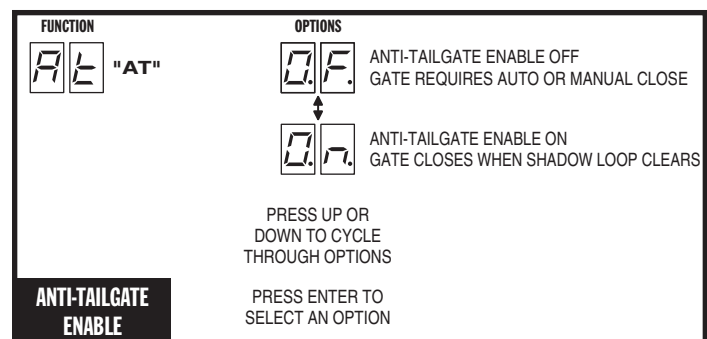 FUNCTION
OPTIONS
At "AT"
O.F. ANTI-TAILGATE ENABLE OFF
GATE REQUIRES AUTO OR MANUAL CLOSE
O.n. ANTI-TAILGATE ENABLE ON
GATE CLOSES WHEN SHADOW LOOP CLEARS
PRESS UP OR
DOWN TO CYCLE
THROUGH OPTIONS
ANTI-TAILGATE
ENABLE
PRESS ENTER TO
SELECT AN OPTION